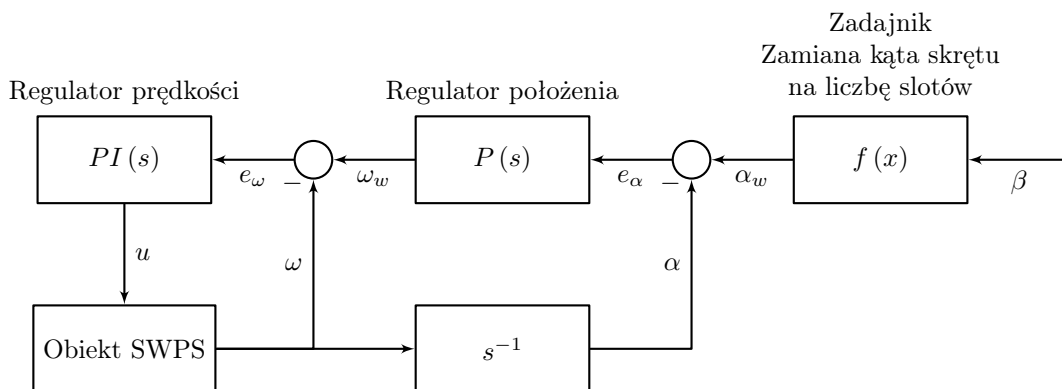 Zadajnik
Zamiana kąta skrętu
na liczbę slotów
Regulator prędkości
Regulator położenia
PI (s)
P (s)
f (x)
e_ω
−
ω_w
e_α
−
α_w
β
u
ω
α
Obiekt SWPS
s⁻¹